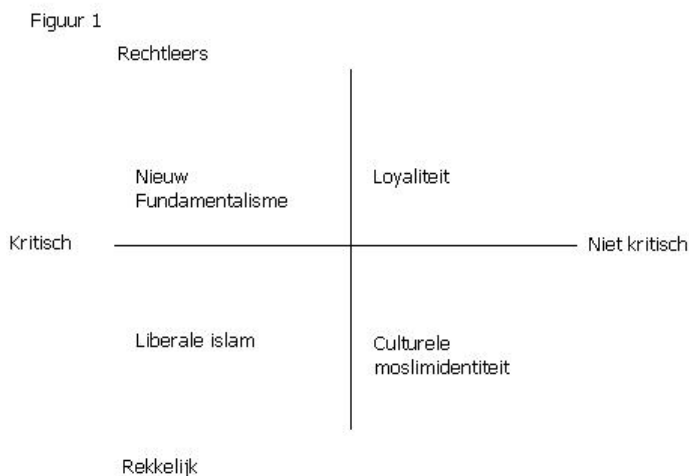 Figuur 1
Rechtleers
Nieuw
Fundamentalisme
Loyaliteit
Kritisch
Niet kritisch
Liberale islam
Culturele
moslimidentiteit
Rekkelijk